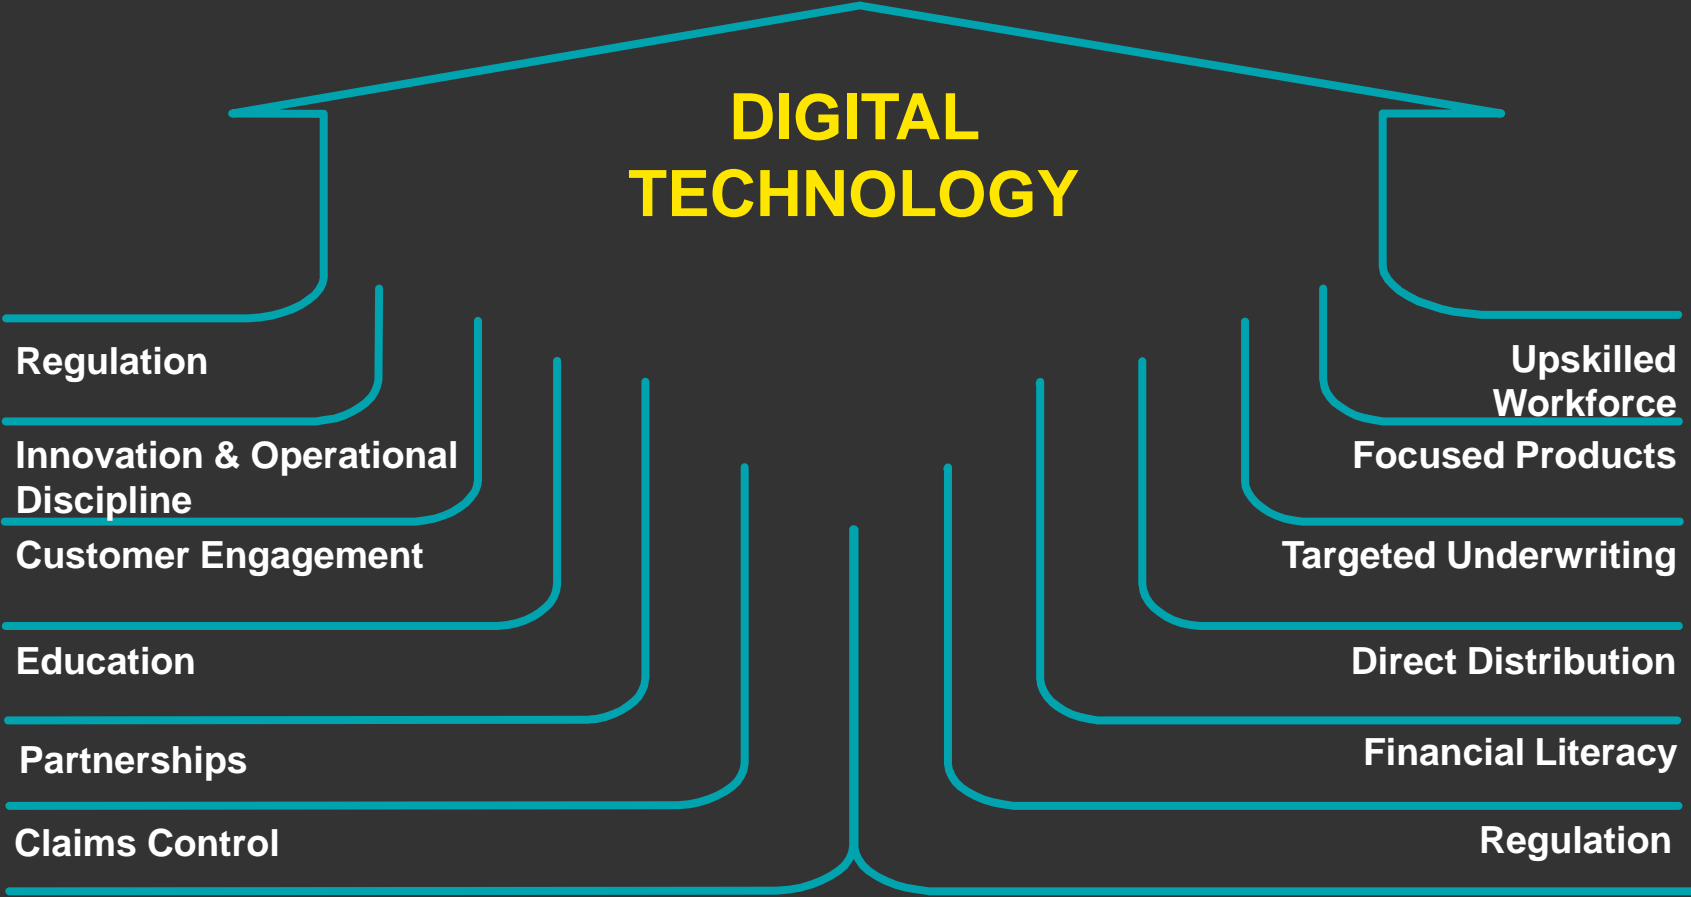 DIGITAL
TECHNOLOGY
Regulation
Innovation & Operational
Discipline
Customer Engagement
Education
Partnerships
Claims Control
Upskilled
Workforce
Focused Products
Targeted Underwriting
Direct Distribution
Financial Literacy
Regulation